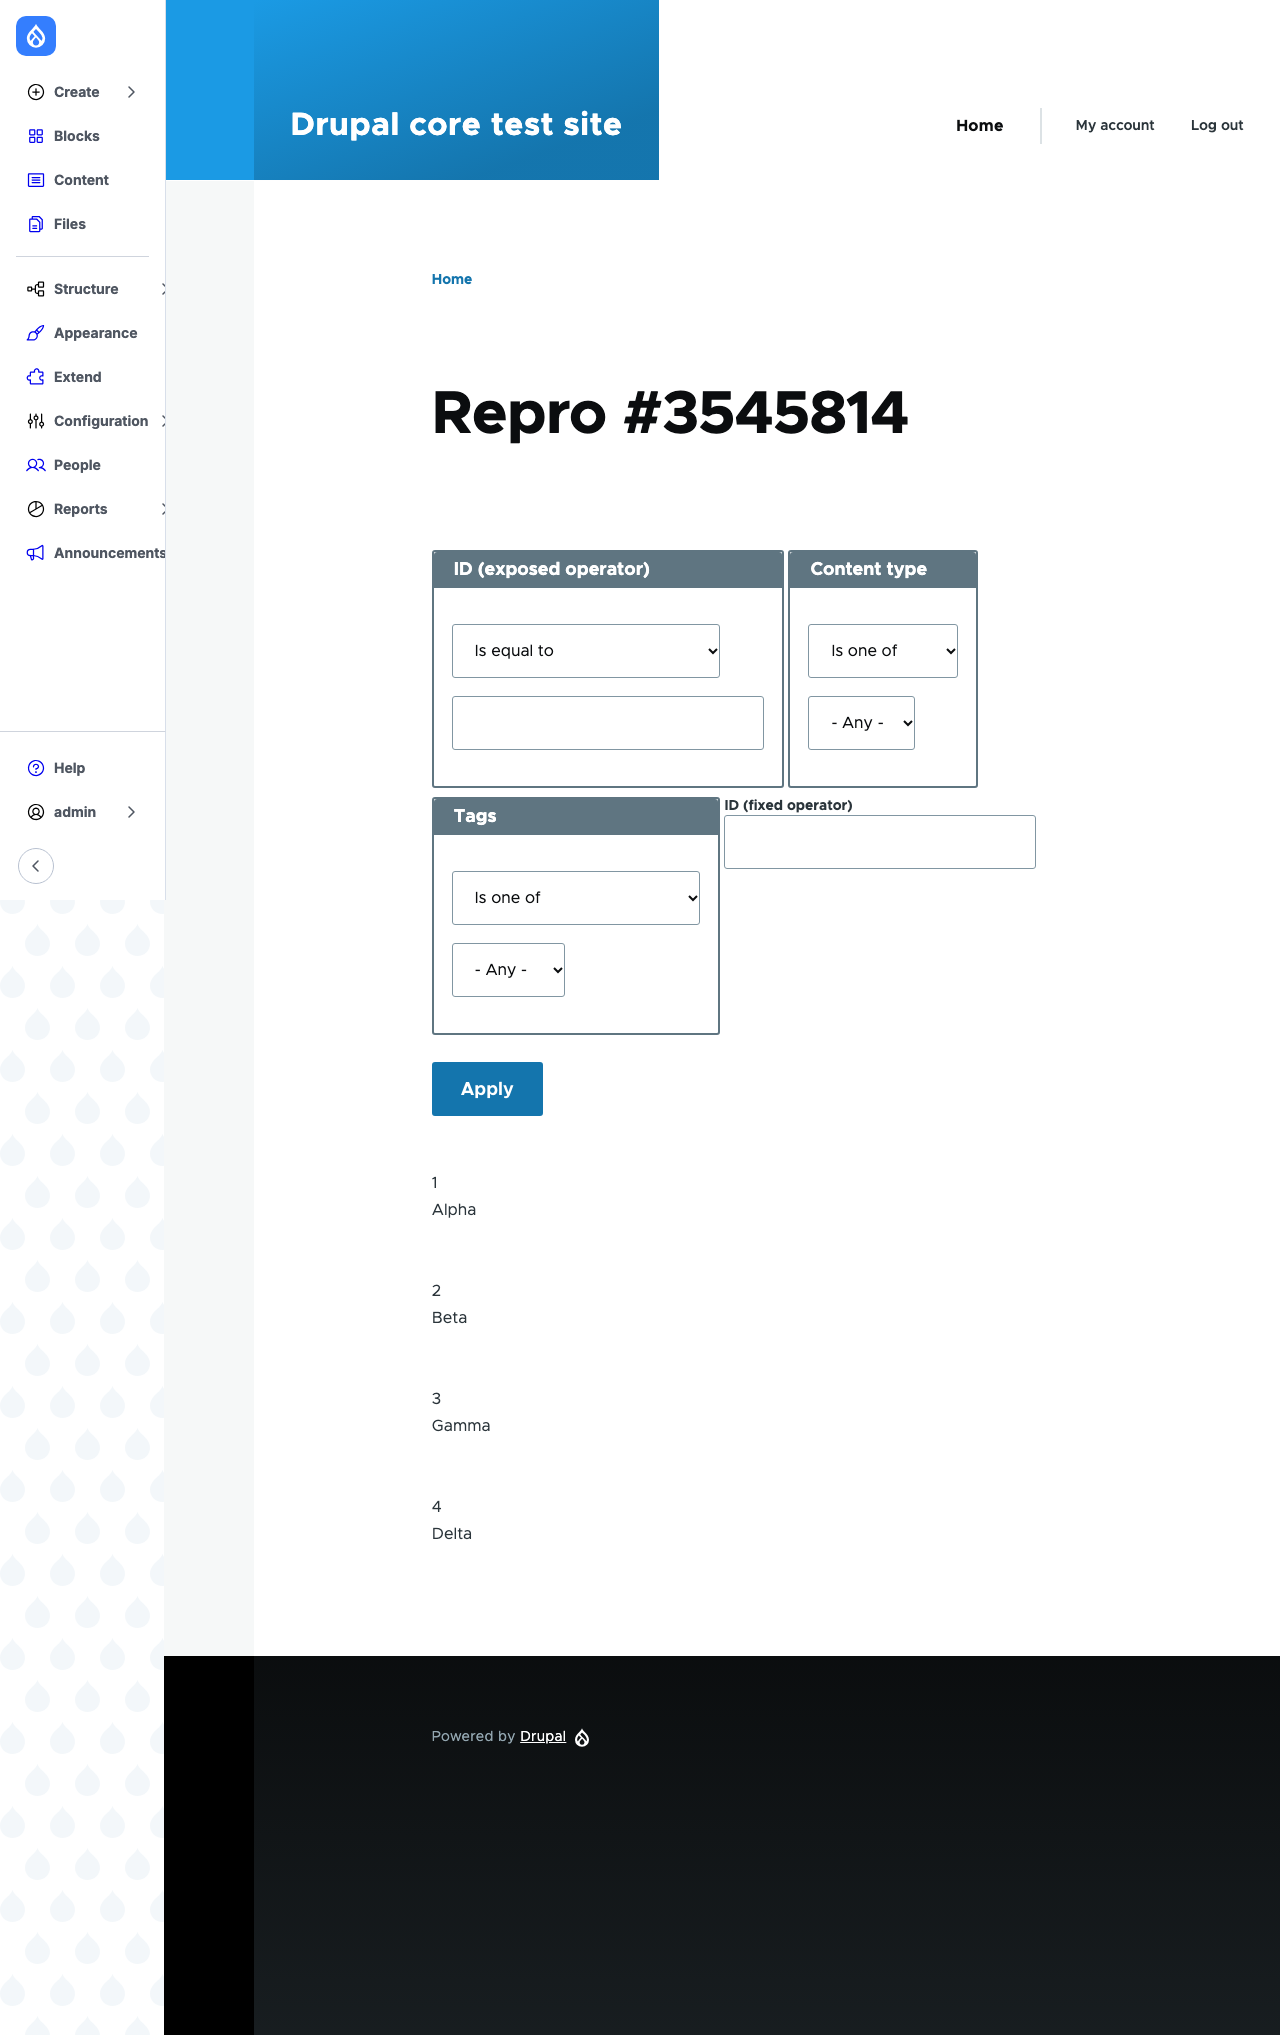 Create
Blocks
Content
Files
Structure
Appearance
Extend
Configuration
People
Reports
Announcements
Help
admin
Drupal core test site
Home
My account
Log out
Home
Repro #3545814
ID (exposed operator)
Is equal to
Content type
Is one of
- Any -
Tags
Is one of
- Any -
ID (fixed operator)
Apply
1
Alpha
2
Beta
3
Gamma
4
Delta
Powered by Drupal